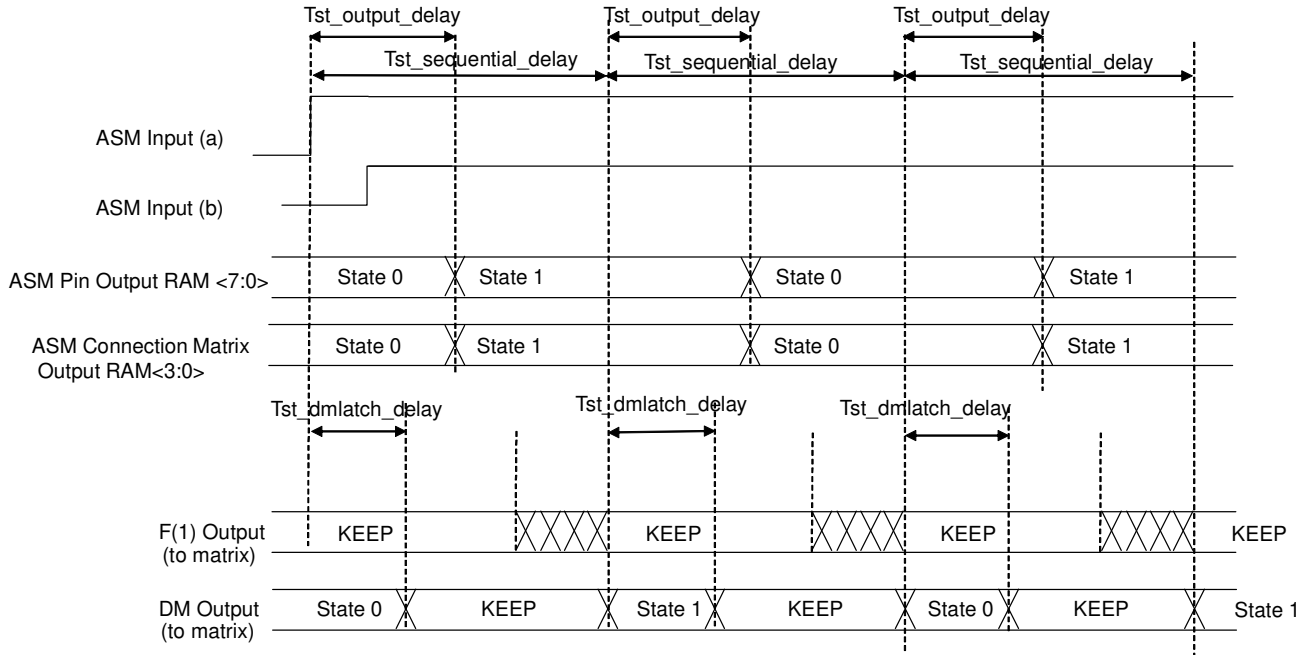 Tst_output_delay Tst_output_delay Tst_output_delay
Tst_sequential_delay Tst_sequential_delay Tst_sequential_delay
ASM Input (a)
ASM Input (b)
ASM Pin Output RAM <7:0> State 0 State 1 State 0 State 1
ASM Connection Matrix
Output RAM<3:0>
State 0 State 1 State 0 State 1
Tst_dmlatch_delay Tst_dmlatch_delay Tst_dmlatch_delay
F(1) Output
(to matrix)
KEEP KEEP KEEP KEEP
DM Output
(to matrix)
State 0 KEEP State 1 KEEP State 0 KEEP State 1